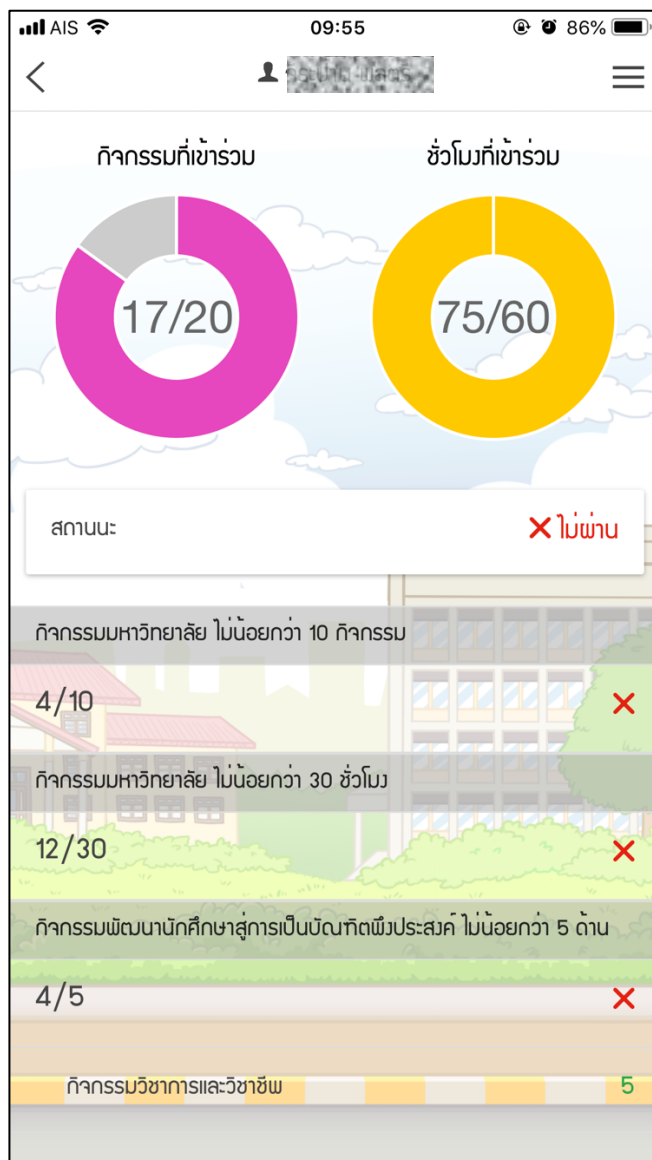 AIS 09:55 86%
กิจกรรมที่เข้าร่วม ชั่วโมงที่เข้าร่วม
17/20 75/60
สถานนะ ไม่ผ่าน
กิจกรรมมหาวิทยาลัย ไม่น้อยกว่า 10 กิจกรรม
4/10
กิจกรรมมหาวิทยาลัย ไม่น้อยกว่า 30 ชั่วโมง
12/30
กิจกรรมพัฒนานักศึกษาสู่การเป็นบัณฑิตพึงประสงค์ ไม่น้อยกว่า 5 ด้าน
4/5
กิจกรรมวิชาการและวิชาชีพ 5